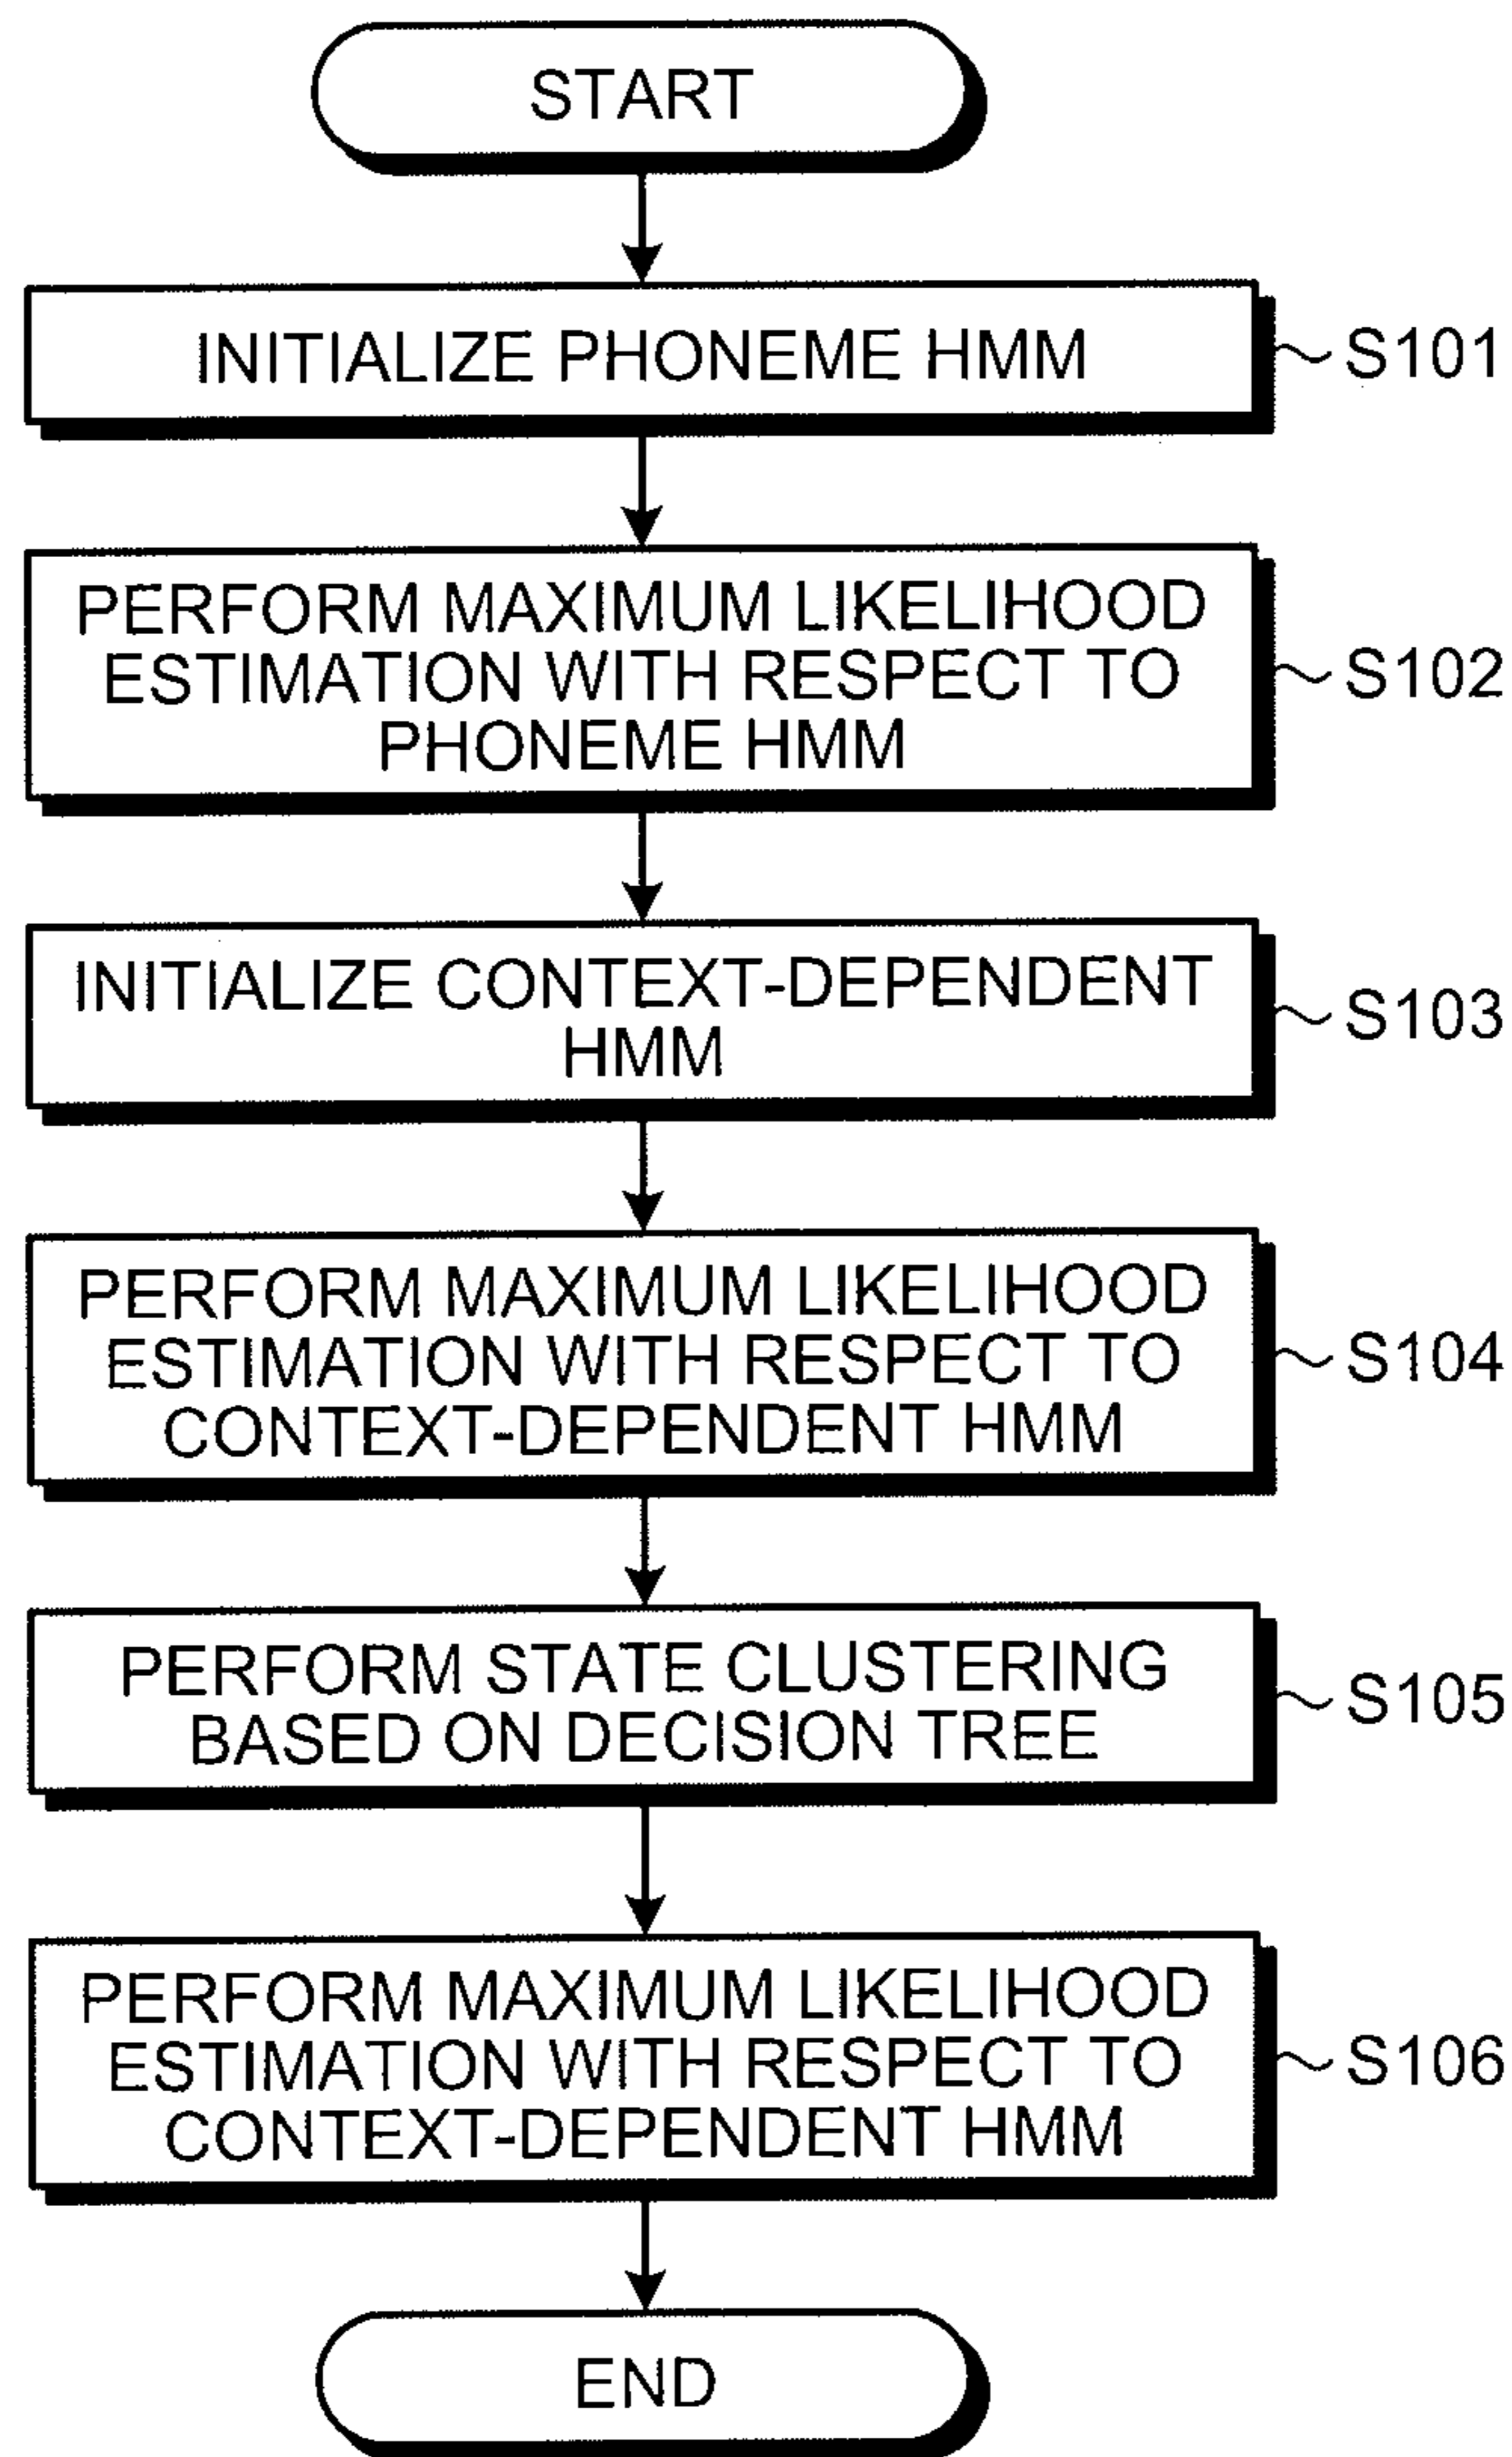 START
INITIALIZE PHONEME HMM
S101
PERFORM MAXIMUM LIKELIHOOD
ESTIMATION WITH RESPECT TO
PHONEME HMM
S102
INITIALIZE CONTEXT-DEPENDENT
HMM
S103
PERFORM MAXIMUM LIKELIHOOD
ESTIMATION WITH RESPECT TO
CONTEXT-DEPENDENT HMM
S104
PERFORM STATE CLUSTERING
BASED ON DECISION TREE
S105
PERFORM MAXIMUM LIKELIHOOD
ESTIMATION WITH RESPECT TO
CONTEXT-DEPENDENT HMM
S106
END